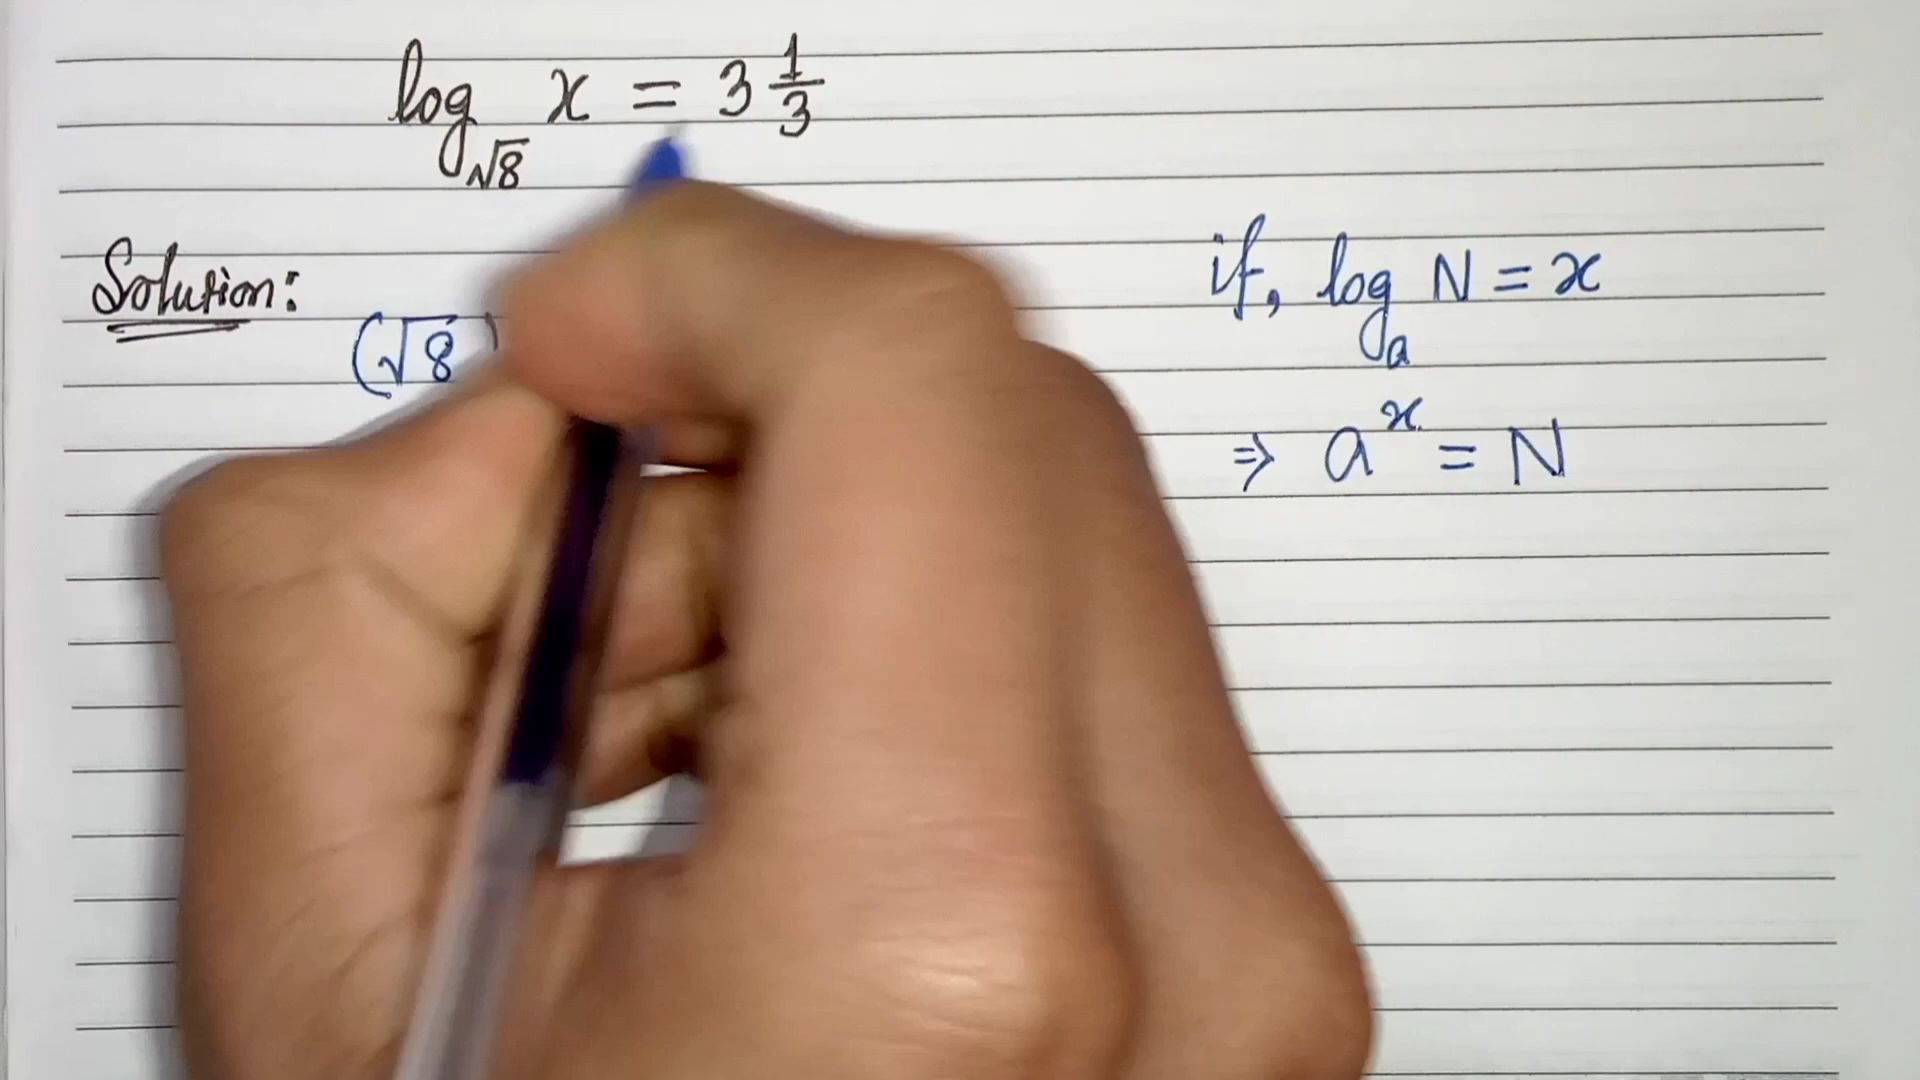 log_√8 x = 3 1/3
Solution:
(√8)
if, log_a N = x
⇒ a^x = N